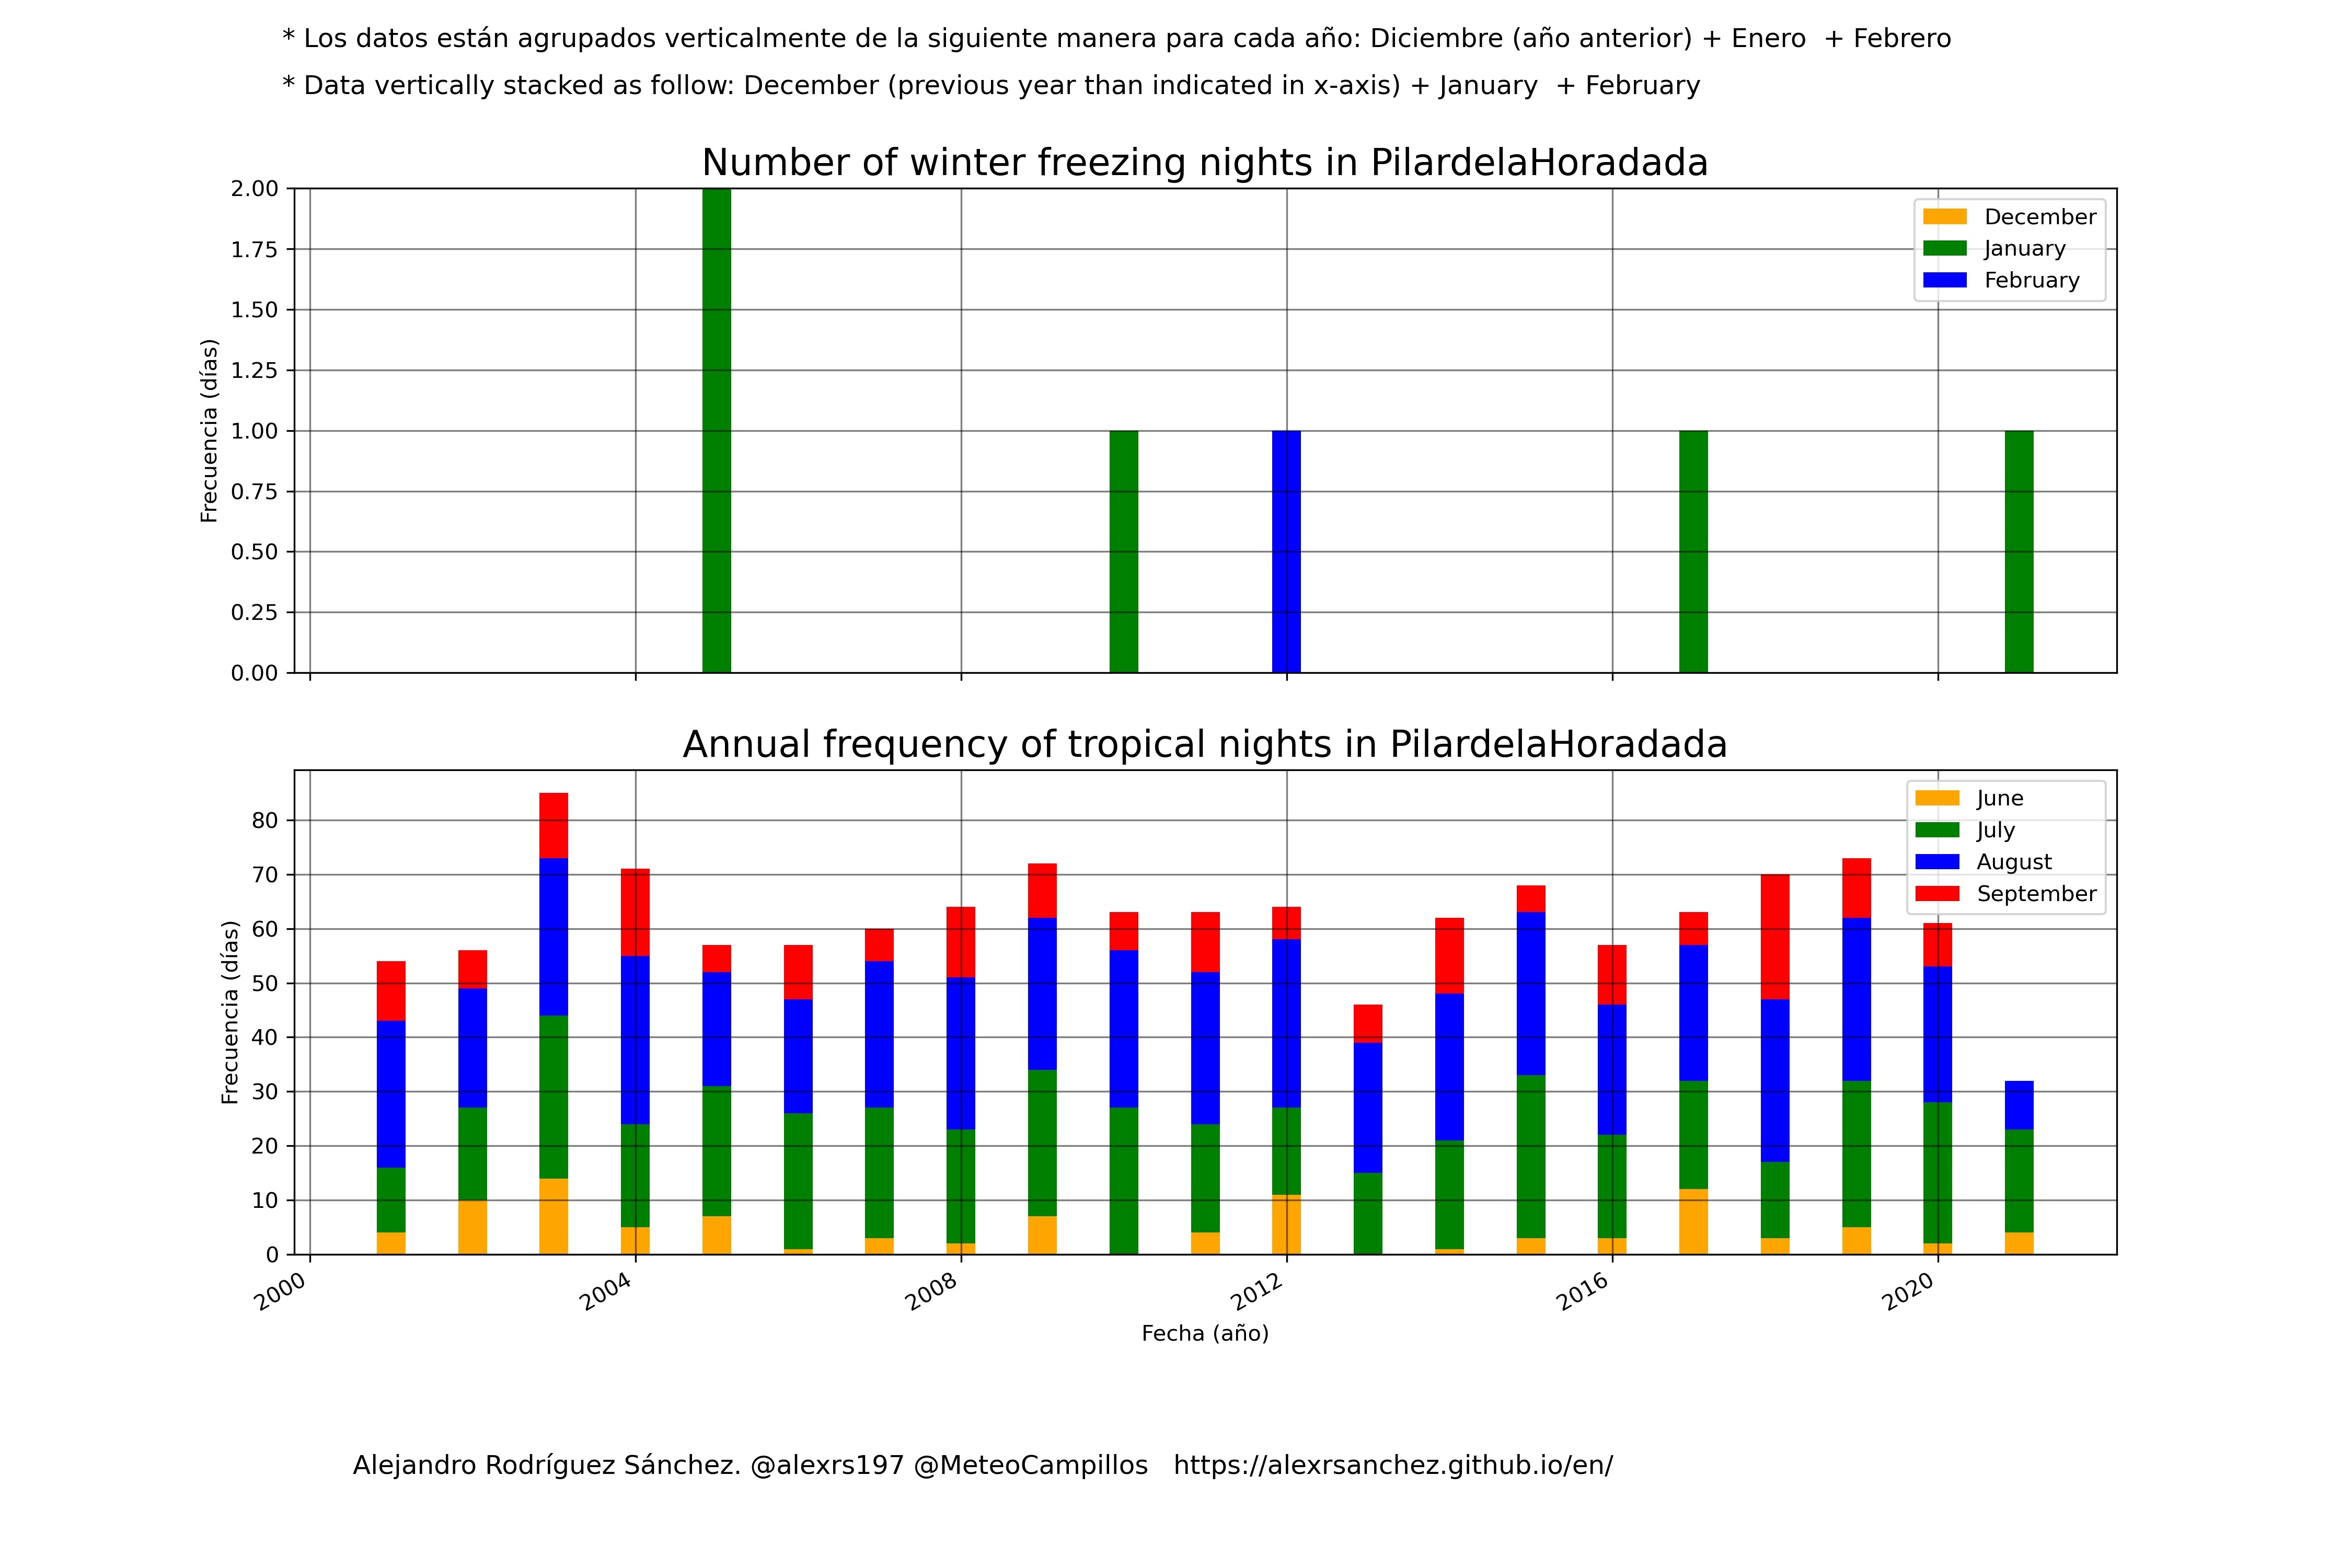 * Los datos están agrupados verticalmente de la siguiente manera para cada año: Diciembre (año anterior) + Enero  + Febrero
* Data vertically stacked as follow: December (previous year than indicated in x-axis) + January  + February
Number of winter freezing nights in PilardelaHoradada
2.00
1.75
1.50
1.25
1.00
0.75
0.50
0.25
0.00
Frecuencia (días)
December
January
February
Annual frequency of tropical nights in PilardelaHoradada
80
70
60
50
40
30
20
10
0
Frecuencia (días)
June
July
August
September
2000
2004
2008
2012
2016
2020
Fecha (año)
Alejandro Rodríguez Sánchez. @alexrs197 @MeteoCampillos   https://alexrsanchez.github.io/en/